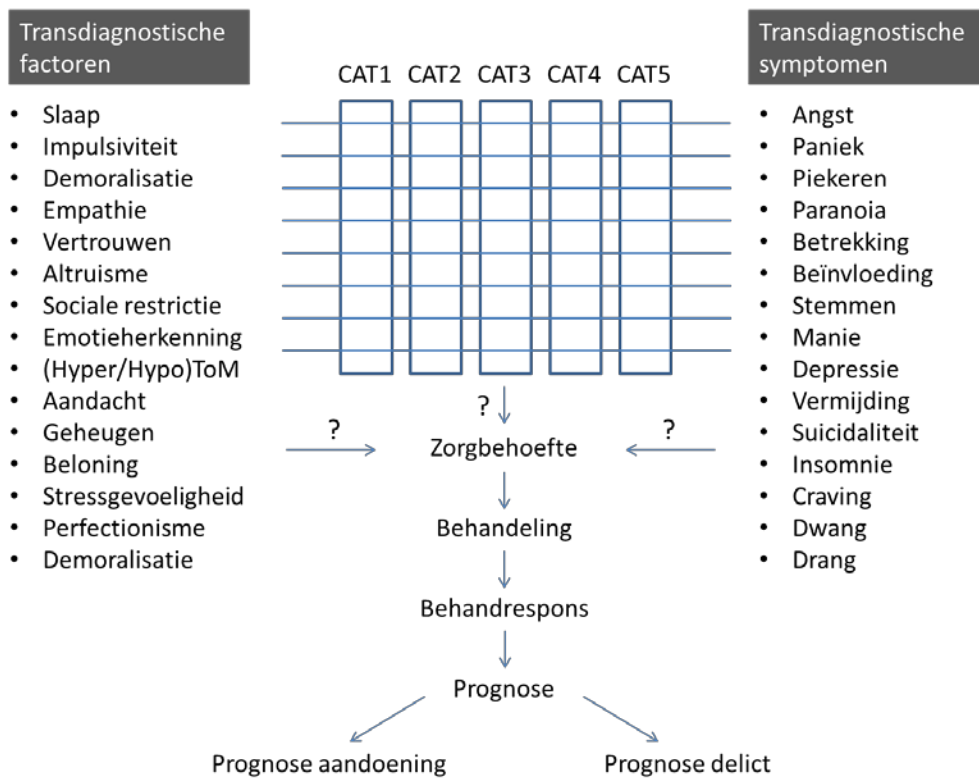 Transdiagnostische
factoren
• Slaap
• Impulsiviteit
• Demoralisatie
• Empathie
• Vertrouwen
• Altruisme
• Sociale restrictie
• Emotieherkenning
• (Hyper/Hypo)ToM
• Aandacht
• Geheugen
• Beloning
• Stressgevoeligheid
• Perfectionisme
• Demoralisatie
CAT1 CAT2 CAT3 CAT4 CAT5
?
? ?
Zorgbehoefte
Behandeling
Behandrespons
Prognose
Prognose aandoening Prognose delict
Transdiagnostische
symptomen
• Angst
• Paniek
• Piekeren
• Paranoia
• Betrekking
• Beïnvloeding
• Stemmen
• Manie
• Depressie
• Vermijding
• Suicidaliteit
• Insomnie
• Craving
• Dwang
• Drang